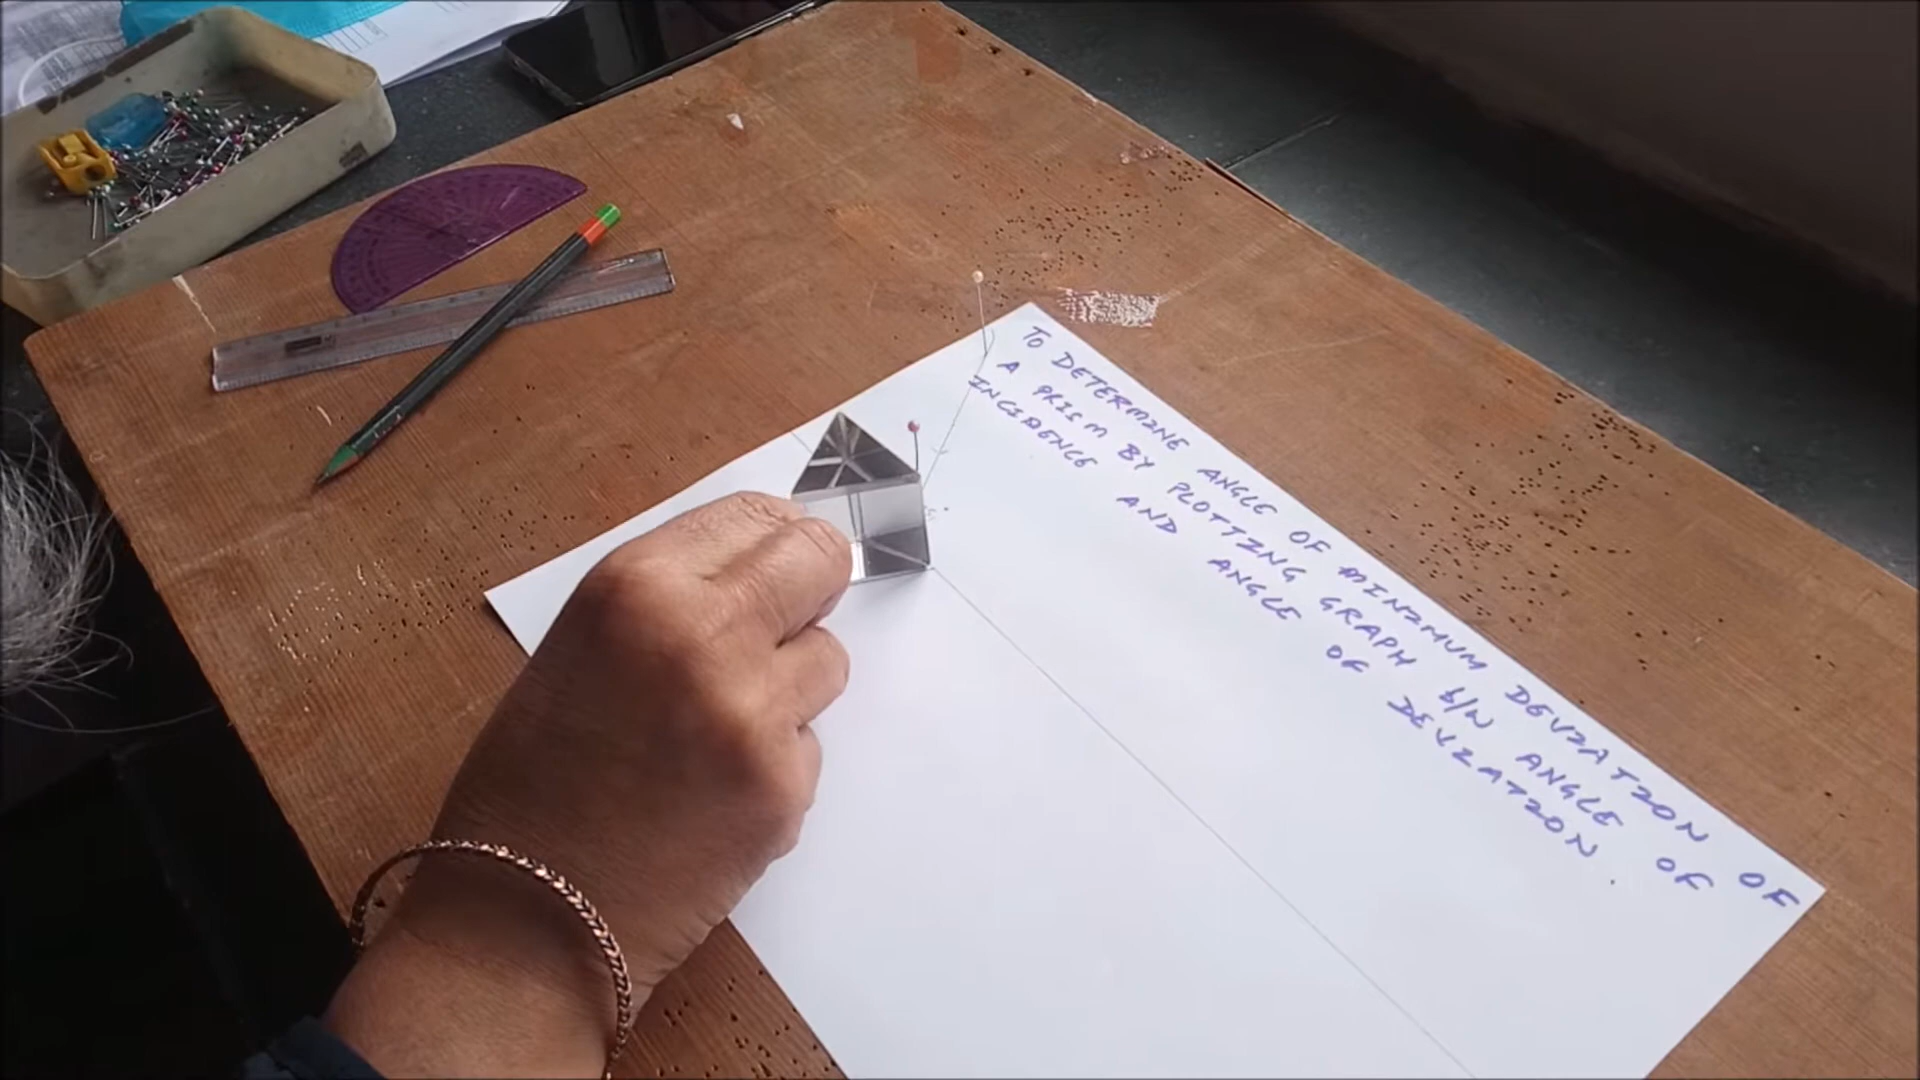 TO DETERMINE ANGLE OF MINIMUM DEVIATION OF
A PRISM BY PLOTTING GRAPH B/W ANGLE OF
INCIDENCE AND ANGLE OF DEVIATION.